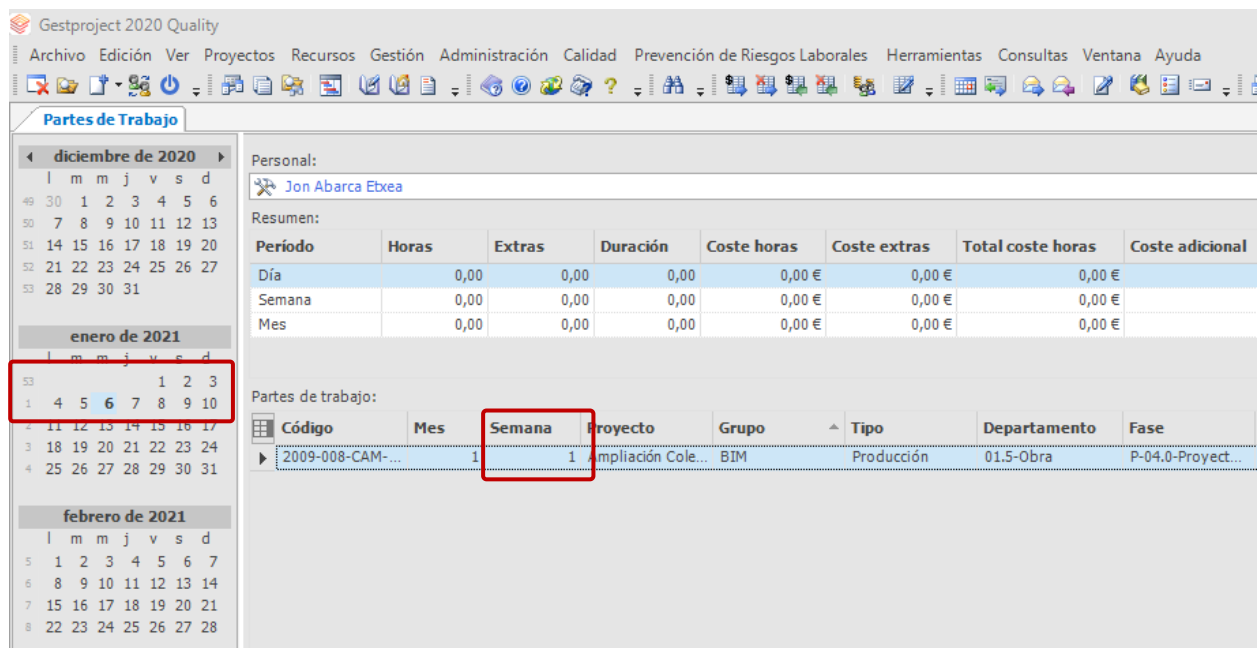 Gestproject 2020 Quality
Archivo Edición Ver Proyectos Recursos Gestión Administración Calidad Prevención de Riesgos Laborales Herramientas Consultas Ventana Ayuda
Partes de Trabajo
diciembre de 2020
l m m j v s d
49 30 1 2 3 4 5 6
50 7 8 9 10 11 12 13
51 14 15 16 17 18 19 20
52 21 22 23 24 25 26 27
53 28 29 30 31
enero de 2021
l m m j v s d
53 1 2 3
1 4 5 6 7 8 9 10
2 11 12 13 14 15 16 17
3 18 19 20 21 22 23 24
4 25 26 27 28 29 30 31
febrero de 2021
l m m j v s d
5 1 2 3 4 5 6 7
6 8 9 10 11 12 13 14
7 15 16 17 18 19 20 21
8 22 23 24 25 26 27 28
Personal:
Jon Abarca Etxea
Resumen:
Período Horas Extras Duración Coste horas Coste extras Total coste horas Coste adicional
Día 0,00 0,00 0,00 0,00 € 0,00 € 0,00 €
Semana 0,00 0,00 0,00 0,00 € 0,00 € 0,00 €
Mes 0,00 0,00 0,00 0,00 € 0,00 € 0,00 €
Partes de trabajo:
Código Mes Semana Proyecto Grupo Tipo Departamento Fase
2009-008-CAM-... 1 1 Ampliación Cole... BIM Producción 01.5-Obra P-04.0-Proyect...